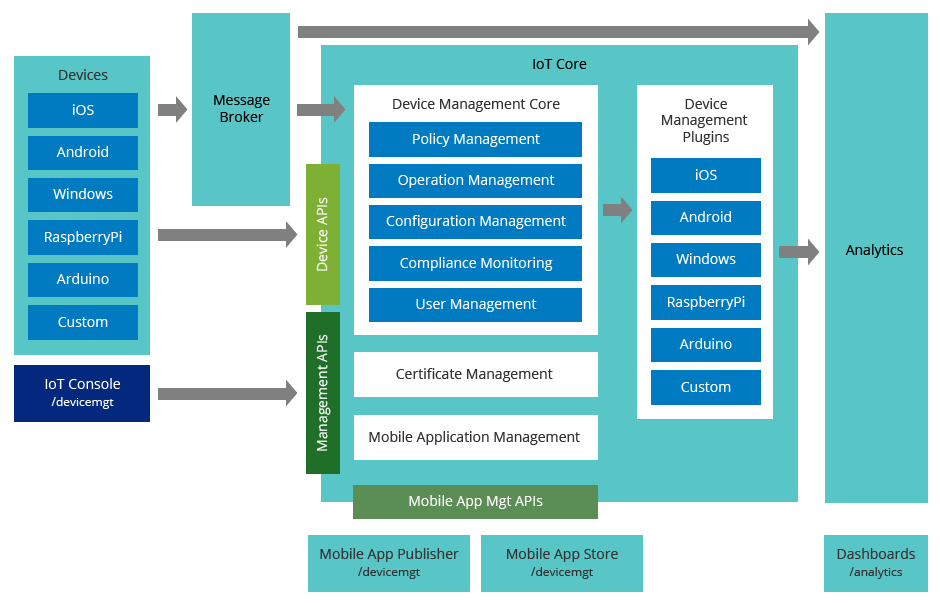 Devices
iOS
Android
Windows
RaspberryPi
Arduino
Custom
IoT Console
/devicemgt
Message
Broker
IoT Core
Device APIs
Management APIs
Device Management Core
Policy Management
Operation Management
Configuration Management
Compliance Monitoring
User Management
Certificate Management
Mobile Application Management
Mobile App Mgt APIs
Device
Management
Plugins
iOS
Android
Windows
RaspberryPi
Arduino
Custom
Analytics
Mobile App Publisher
/devicemgt
Mobile App Store
/devicemgt
Dashboards
/analytics